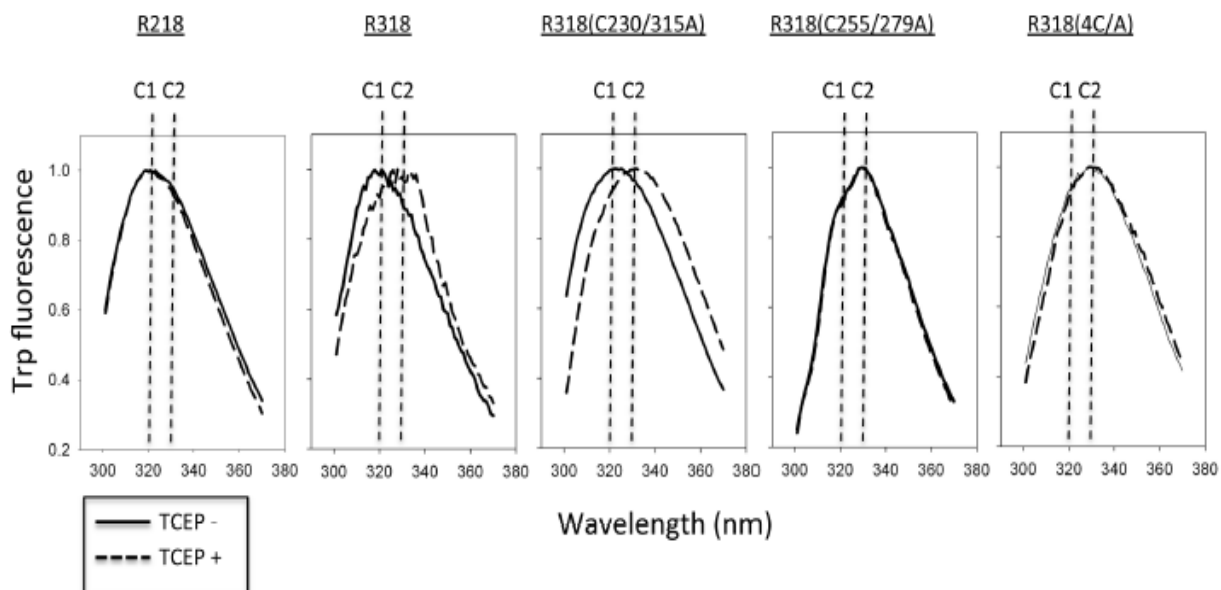 R218 R318 R318(C230/315A) R318(C255/279A) R318(4C/A)
C1 C2 C1 C2 C1 C2 C1 C2 C1 C2
Trp fluorescence
1.0
0.8
0.6
0.4
0.2
300 320 340 360 380 300 320 340 360 380 300 320 340 360 380 300 320 340 360 380 300 320 340 360 380
Wavelength (nm)
TCEP -
TCEP +